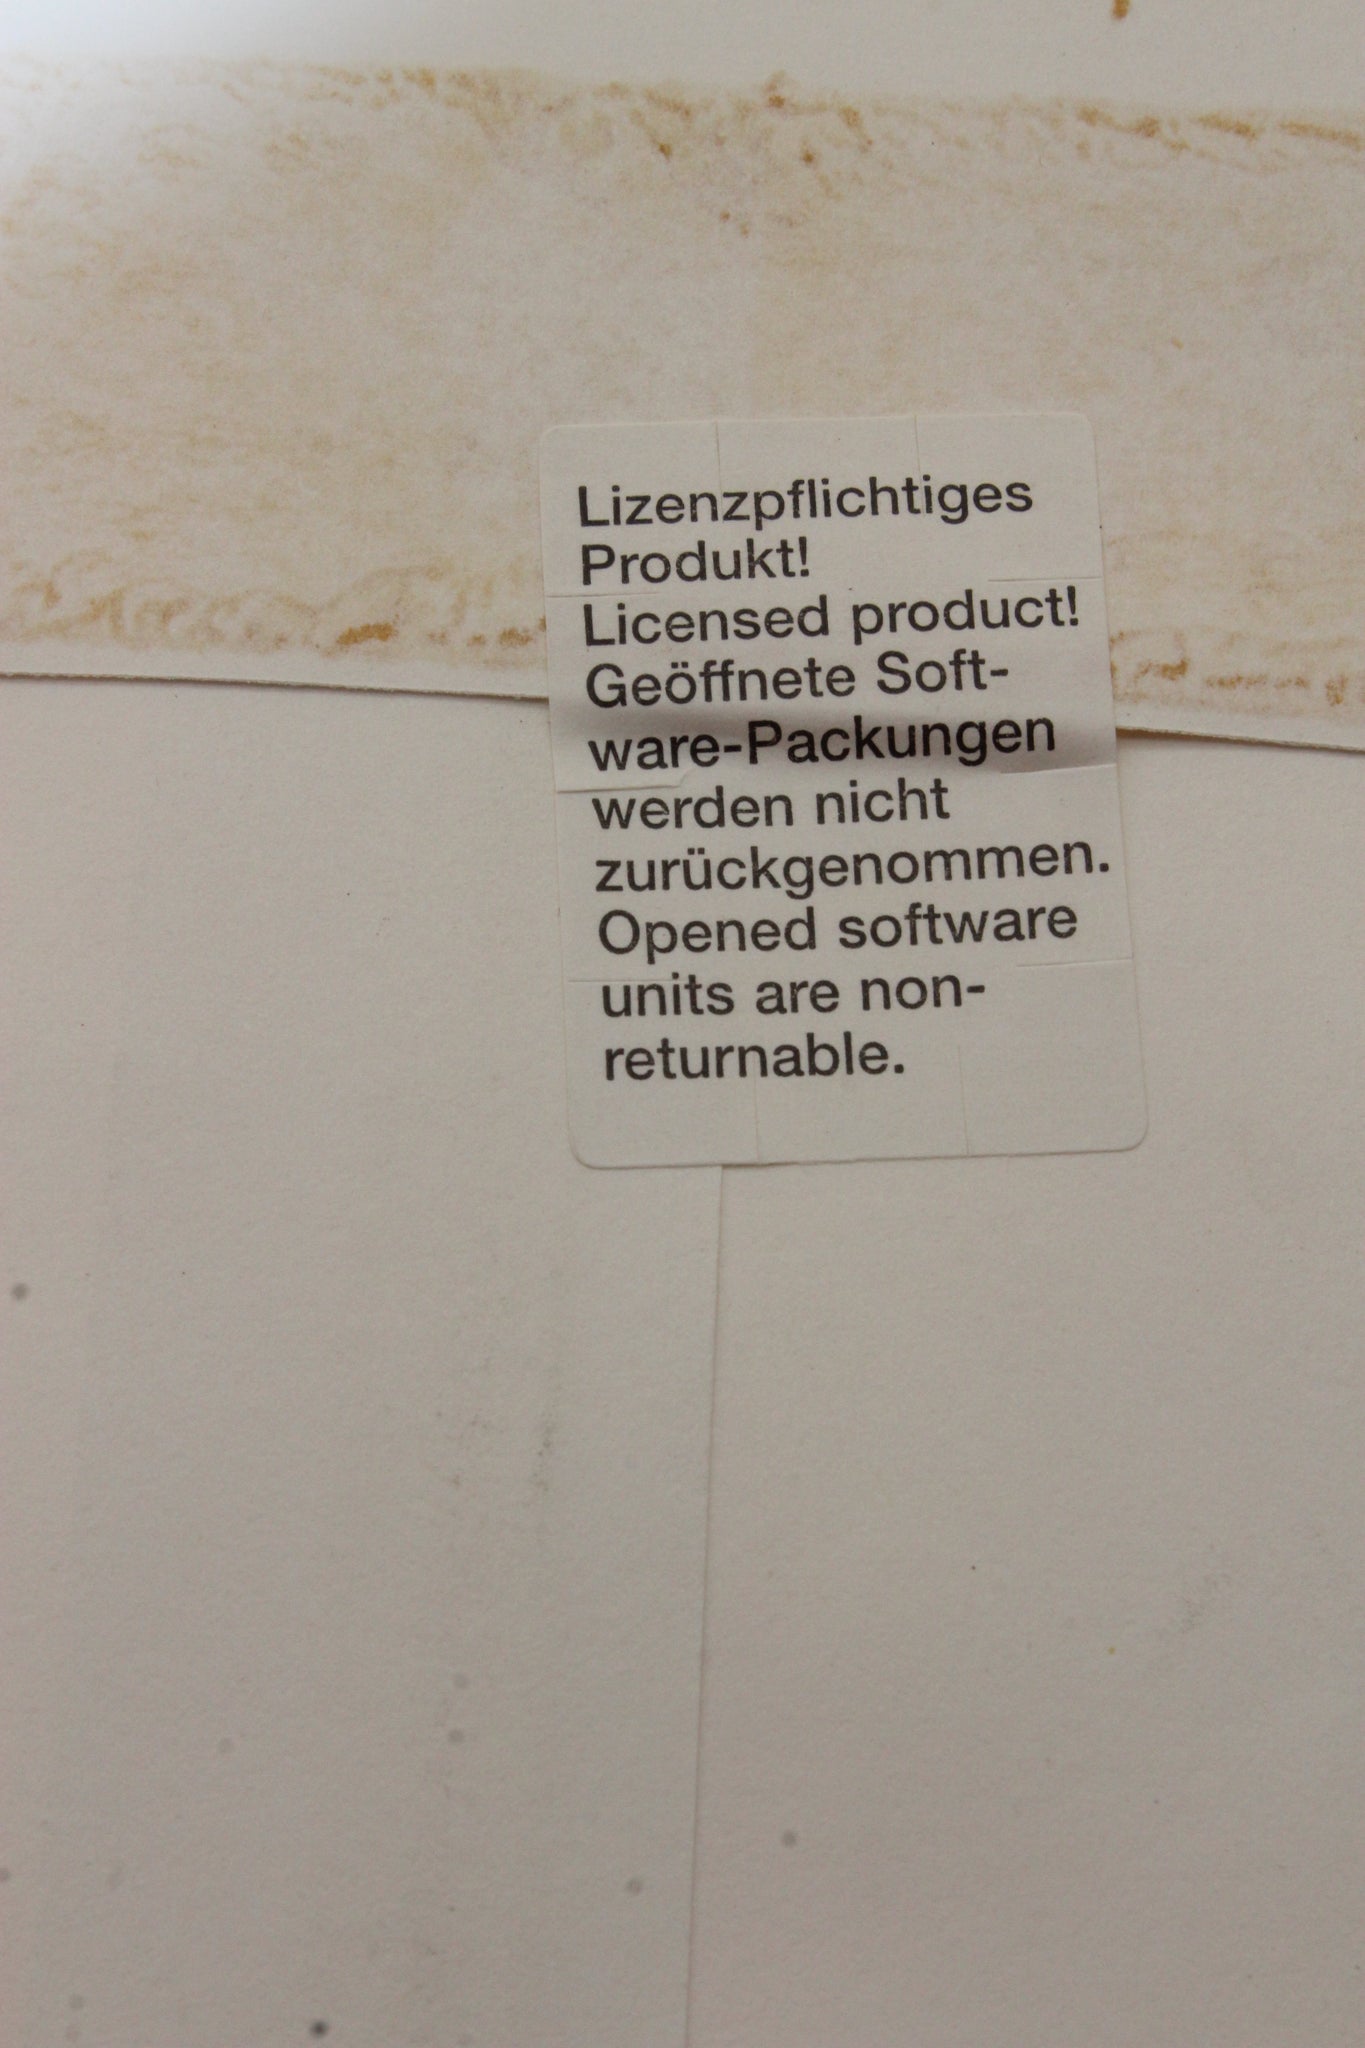 Lizenzpflichtiges
Produkt!
Licensed product!
Geöffnete Soft-
ware-Packungen
werden nicht
zurückgenommen.
Opened software
units are non-
returnable.